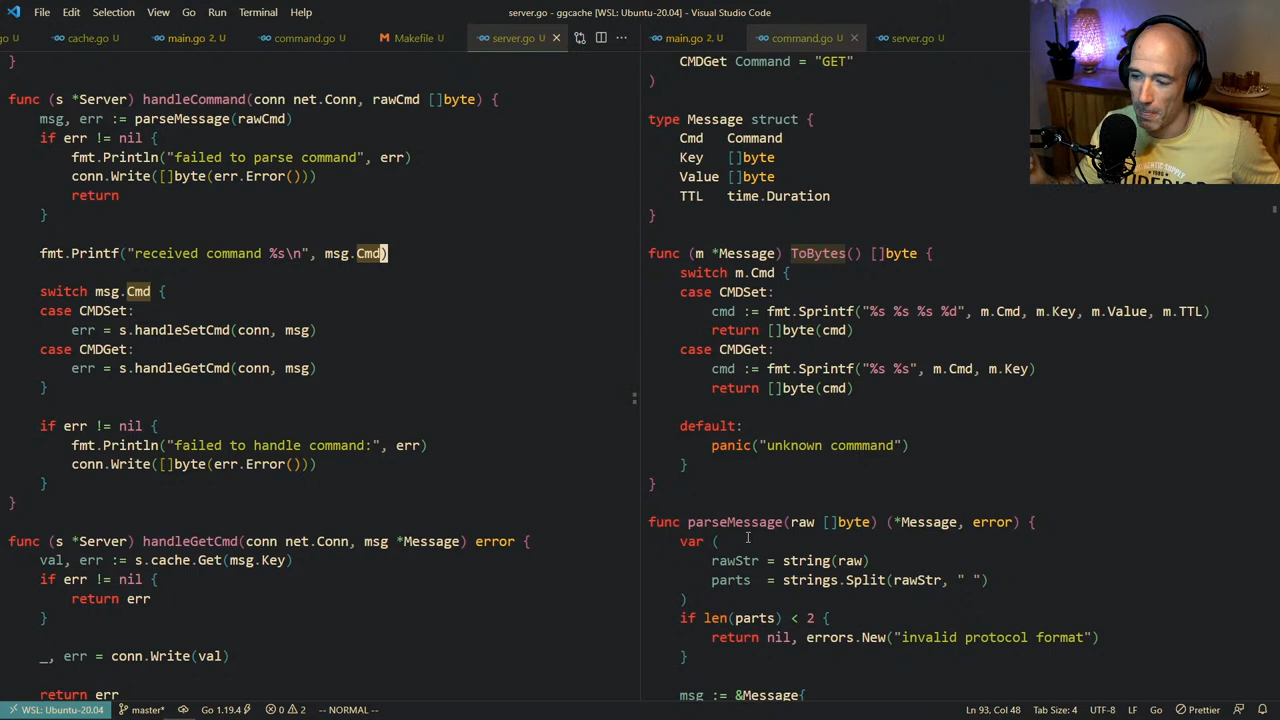 File Edit Selection View Go Run Terminal Help
server.go - ggcache [WSL: Ubuntu-20.04] - Visual Studio Code
go cache.go main.go 2, U command.go U Makefile server.go U
main.go 2, U command.go U server.go U
}
func (s *Server) handleCommand(conn net.Conn, rawCmd []byte) {
msg, err := parseMessage(rawCmd)
if err != nil {
fmt.Println("failed to parse command", err)
conn.Write([]byte(err.Error()))
return
}
fmt.Printf("received command %s\n", msg.Cmd)
switch msg.Cmd {
case CMDSet:
err = s.handleSetCmd(conn, msg)
case CMDGet:
err = s.handleGetCmd(conn, msg)
}
if err != nil {
fmt.Println("failed to handle command:", err)
conn.Write([]byte(err.Error()))
}
}
func (s *Server) handleGetCmd(conn net.Conn, msg *Message) error {
val, err := s.cache.Get(msg.Key)
if err != nil {
return err
}
_, err = conn.Write(val)
return err
CMDGet Command = "GET"
)
type Message struct {
Cmd Command
Key []byte
Value []byte
TTL time.Duration
}
func (m *Message) ToBytes() []byte {
switch m.Cmd {
case CMDSet:
cmd := fmt.Sprintf("%s %s %s %d", m.Cmd, m.Key, m.Value, m.TTL)
return []byte(cmd)
case CMDGet:
cmd := fmt.Sprintf("%s %s", m.Cmd, m.Key)
return []byte(cmd)
default:
panic("unknown commmand")
}
}
func parseMessage(raw []byte) (*Message, error) {
var (
rawStr = string(raw)
parts = strings.Split(rawStr, " ")
)
if len(parts) < 2 {
return nil, errors.New("invalid protocol format")
}
msg := &Message{
WSL: Ubuntu-20.04 master* Go 1.19.4 0 2 -- NORMAL -- Ln 93, Col 48 Tab Size: 4 UTF-8 LF Go Prettier